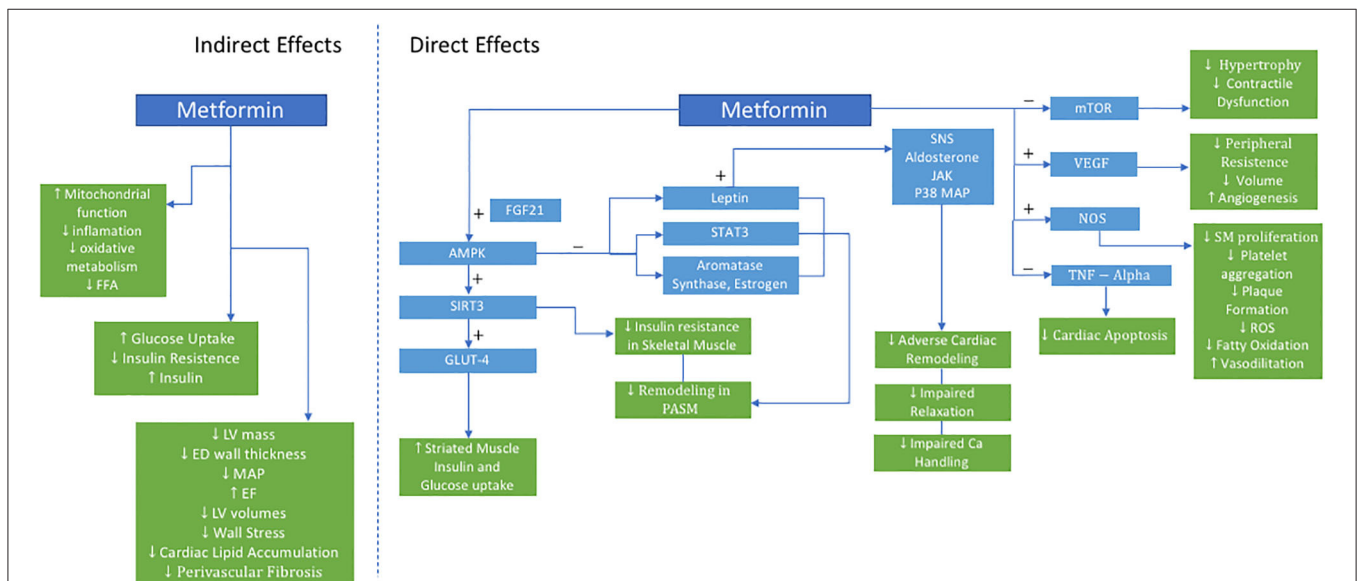 Indirect Effects
Metformin
↑ Mitochondrial
function
↓ inflamation
↓ oxidative
metabolism
↓ FFA
↑ Glucose Uptake
↓ Insulin Resistence
↑ Insulin
↓ LV mass
↓ ED wall thickness
↓ MAP
↑ EF
↓ LV volumes
↓ Wall Stress
↓ Cardiac Lipid Accumulation
↓ Perivascular Fibrosis
Direct Effects
Metformin
+
FGF21
AMPK
−
+
SIRT3
+
GLUT-4
↑ Striated Muscle
Insulin and
Glucose uptake
Leptin
+
STAT3
Aromatase
Synthase, Estrogen
↓ Insulin resistance
in Skeletal Muscle
↓ Remodeling in
PASM
SNS
Aldosterone
JAK
P38 MAP
↓ Adverse Cardiac
Remodeling
↓ Impaired
Relaxation
↓ Impaired Ca
Handling
−
mTOR
↓ Hypertrophy
↓ Contractile
Dysfunction
+
VEGF
↓ Peripheral
Resistance
↓ Volume
↑ Angiogenesis
+
NOS
↓ SM proliferation
↓ Platelet
aggregation
↓ Plaque
Formation
↓ ROS
↓ Fatty Oxidation
↑ Vasodilitation
−
TNF − Alpha
↓ Cardiac Apoptosis